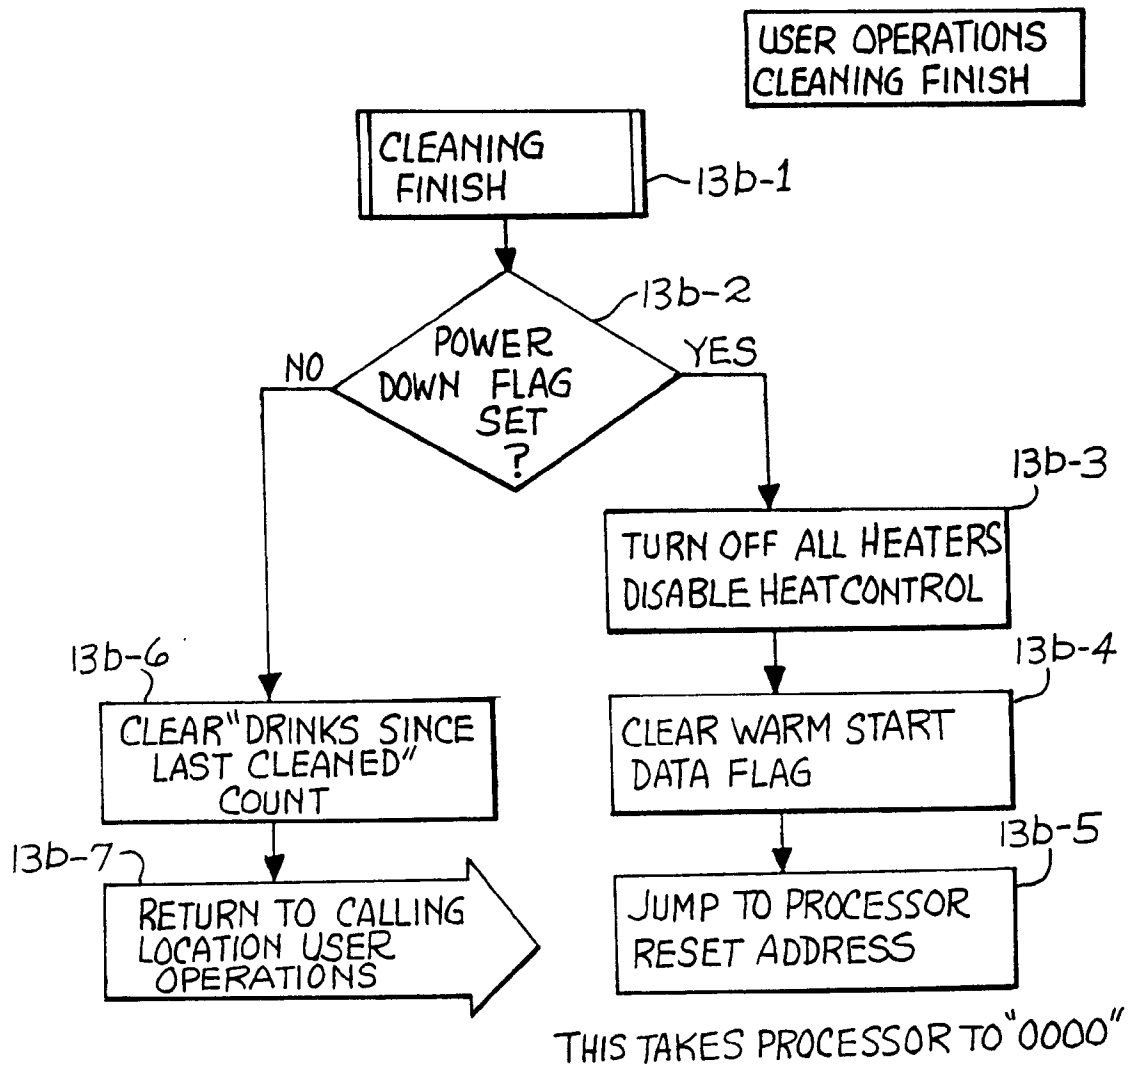 USER OPERATIONS
CLEANING FINISH
CLEANING
FINISH
13b-1
13b-2
POWER
DOWN FLAG
SET
?
NO
YES
13b-3
TURN OFF ALL HEATERS
DISABLE HEAT CONTROL
13b-4
CLEAR WARM START
DATA FLAG
13b-5
JUMP TO PROCESSOR
RESET ADDRESS
THIS TAKES PROCESSOR TO "0000"
13b-6
CLEAR "DRINKS SINCE
LAST CLEANED"
COUNT
13b-7
RETURN TO CALLING
LOCATION USER
OPERATIONS